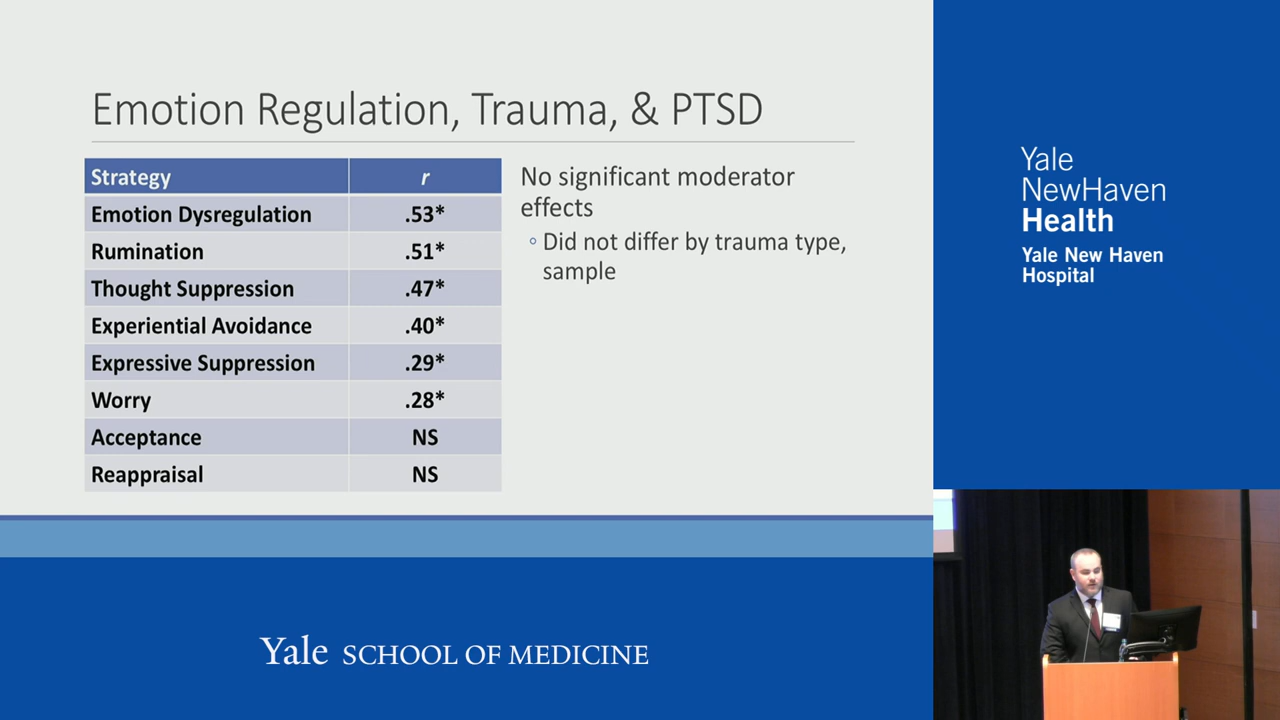 Emotion Regulation, Trauma, & PTSD
Strategy r
Emotion Dysregulation .53*
Rumination .51*
Thought Suppression .47*
Experiential Avoidance .40*
Expressive Suppression .29*
Worry .28*
Acceptance NS
Reappraisal NS
No significant moderator
effects
◦ Did not differ by trauma type,
sample
Yale
NewHaven
Health
Yale New Haven
Hospital
Yale SCHOOL OF MEDICINE